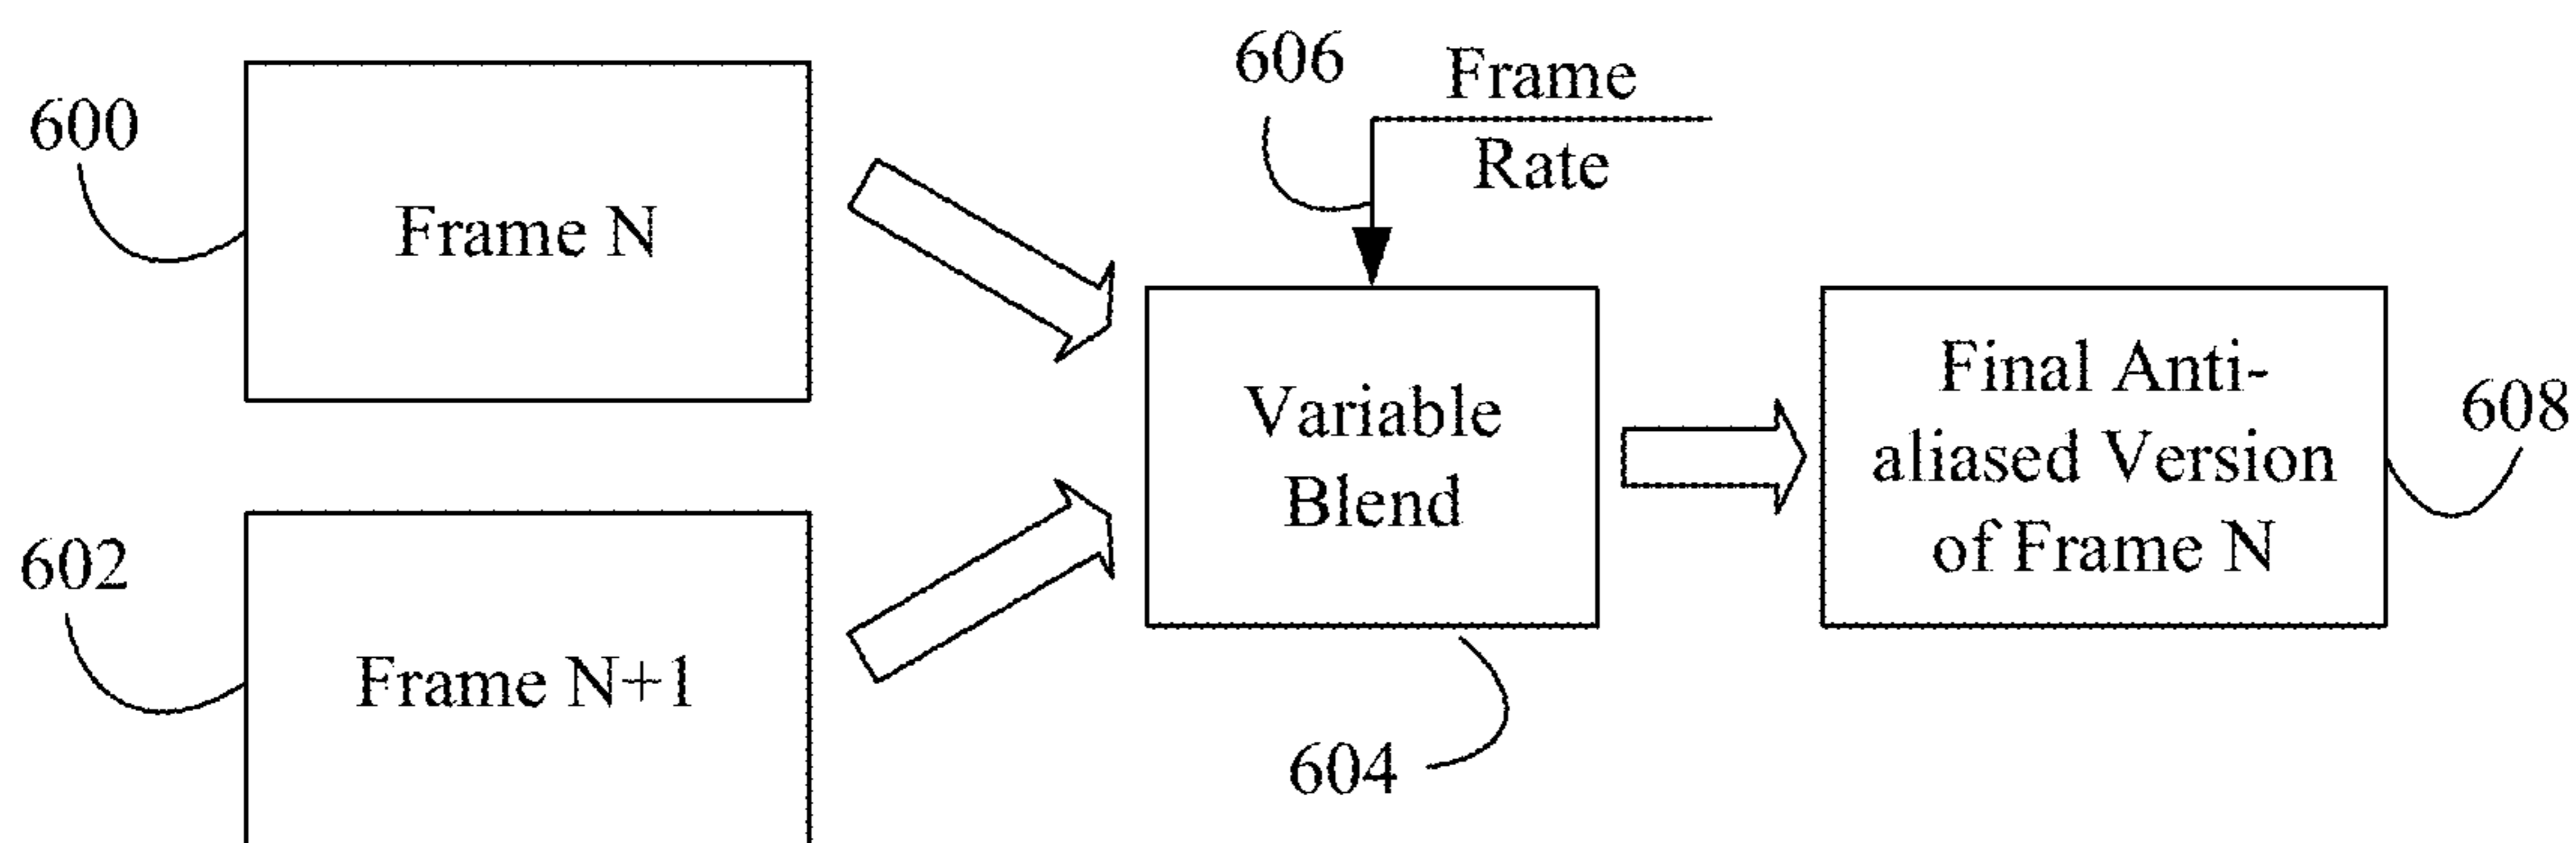 600
Frame N
602
Frame N+1
606
Frame
Rate
Variable
Blend
604
Final Anti-
aliased Version
of Frame N
608